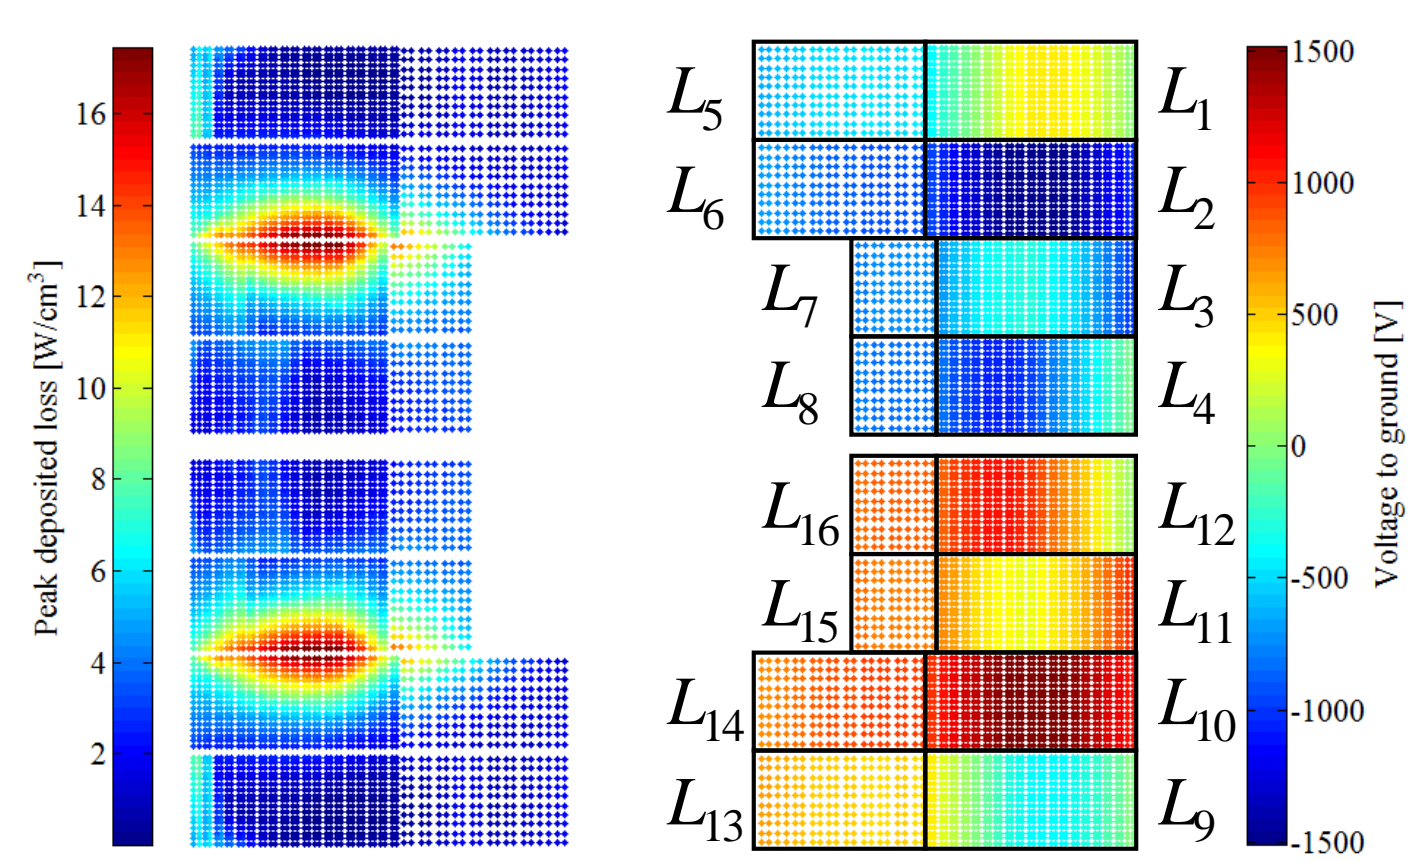 Peak deposited loss [W/cm³]
16
14
12
10
8
6
4
2
L₅
L₆
L₇
L₈
L₁₆
L₁₅
L₁₄
L₁₃
L₁
L₂
L₃
L₄
L₁₂
L₁₁
L₁₀
L₉
1500
1000
500
0
-500
-1000
-1500
Voltage to ground [V]